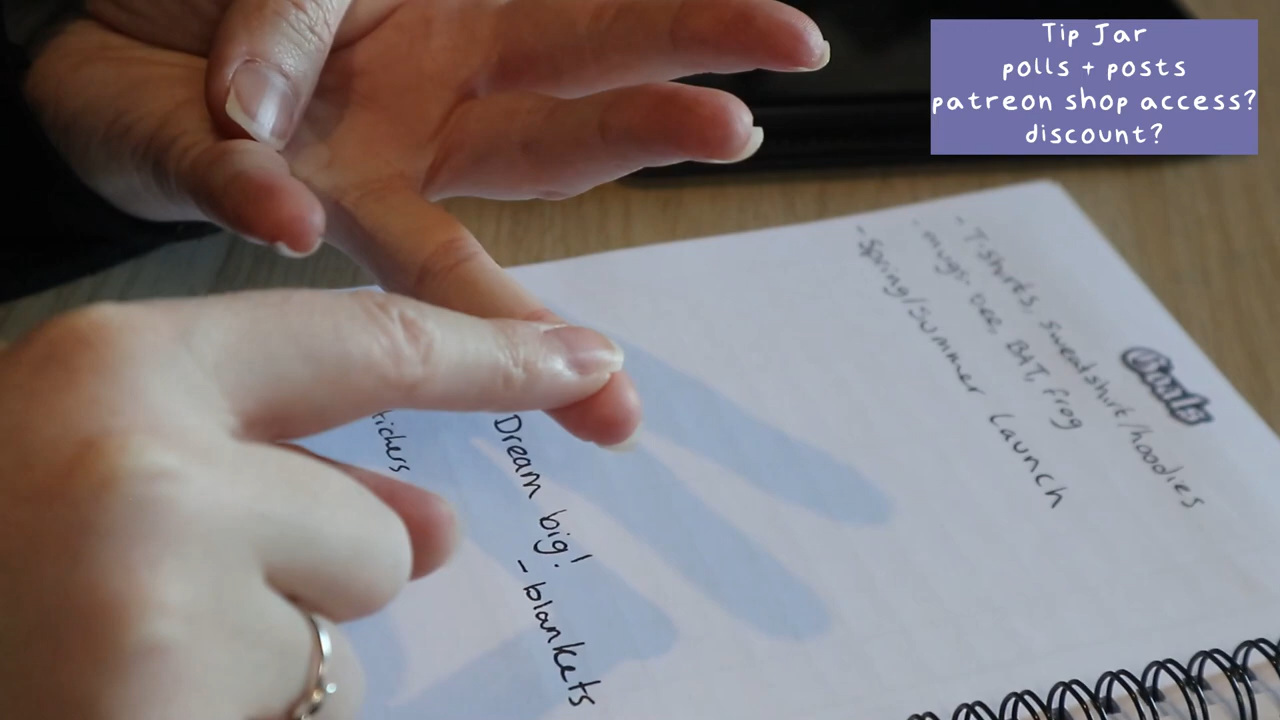 Tip Jar
polls + posts
patreon shop access?
discount?
- T-shirts, sweatshirt/hoodies
- mugs- bee, BAT, frog
- Spring/Summer Launch
Dream big!
- blankets